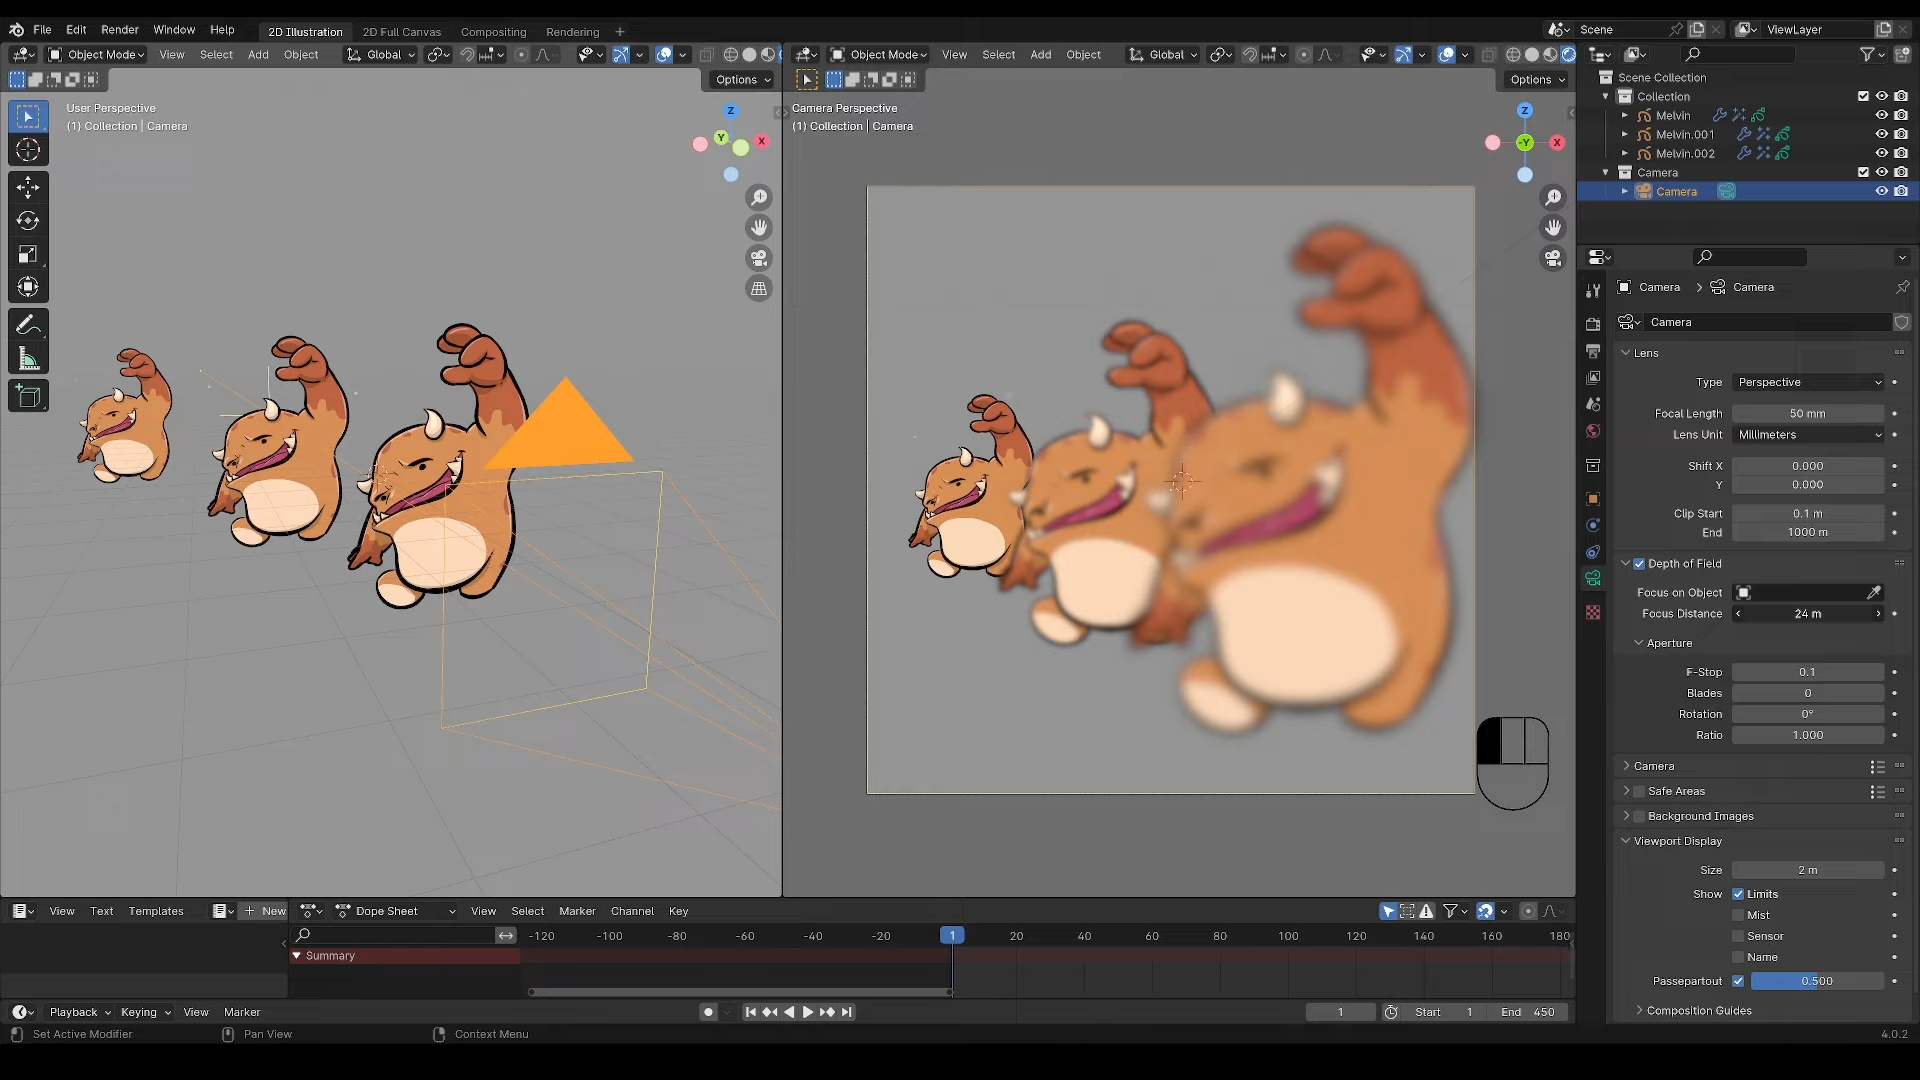 File Edit Render Window Help 2D Illustration 2D Full Canvas Compositing Rendering + Scene ViewLayer
Object Mode View Select Add Object Global Object Mode View Select Add Object Global
Options Options
User Perspective
(1) Collection | Camera
Z
Y
X
Camera Perspective
(1) Collection | Camera
Z
-Y
X
Scene Collection
Collection
Melvin
Melvin.001
Melvin.002
Camera
Camera
Camera > Camera
Camera
Lens
Type Perspective
Focal Length 50 mm
Lens Unit Millimeters
Shift X 0.000
Y 0.000
Clip Start 0.1 m
End 1000 m
Depth of Field
Focus on Object
Focus Distance 24 m
Aperture
F-Stop 0.1
Blades 0
Rotation 0°
Ratio 1.000
Camera
Safe Areas
Background Images
Viewport Display
Size 2 m
Show Limits
Mist
Sensor
Name
Passepartout 0.500
Composition Guides
View Text Templates + New Dope Sheet View Select Marker Channel Key
-120 -100 -80 -60 -40 -20 1 20 40 60 80 100 120 140 160 180
Summary
Playback Keying View Marker 1 Start 1 End 450
Set Active Modifier Pan View Context Menu 4.0.2